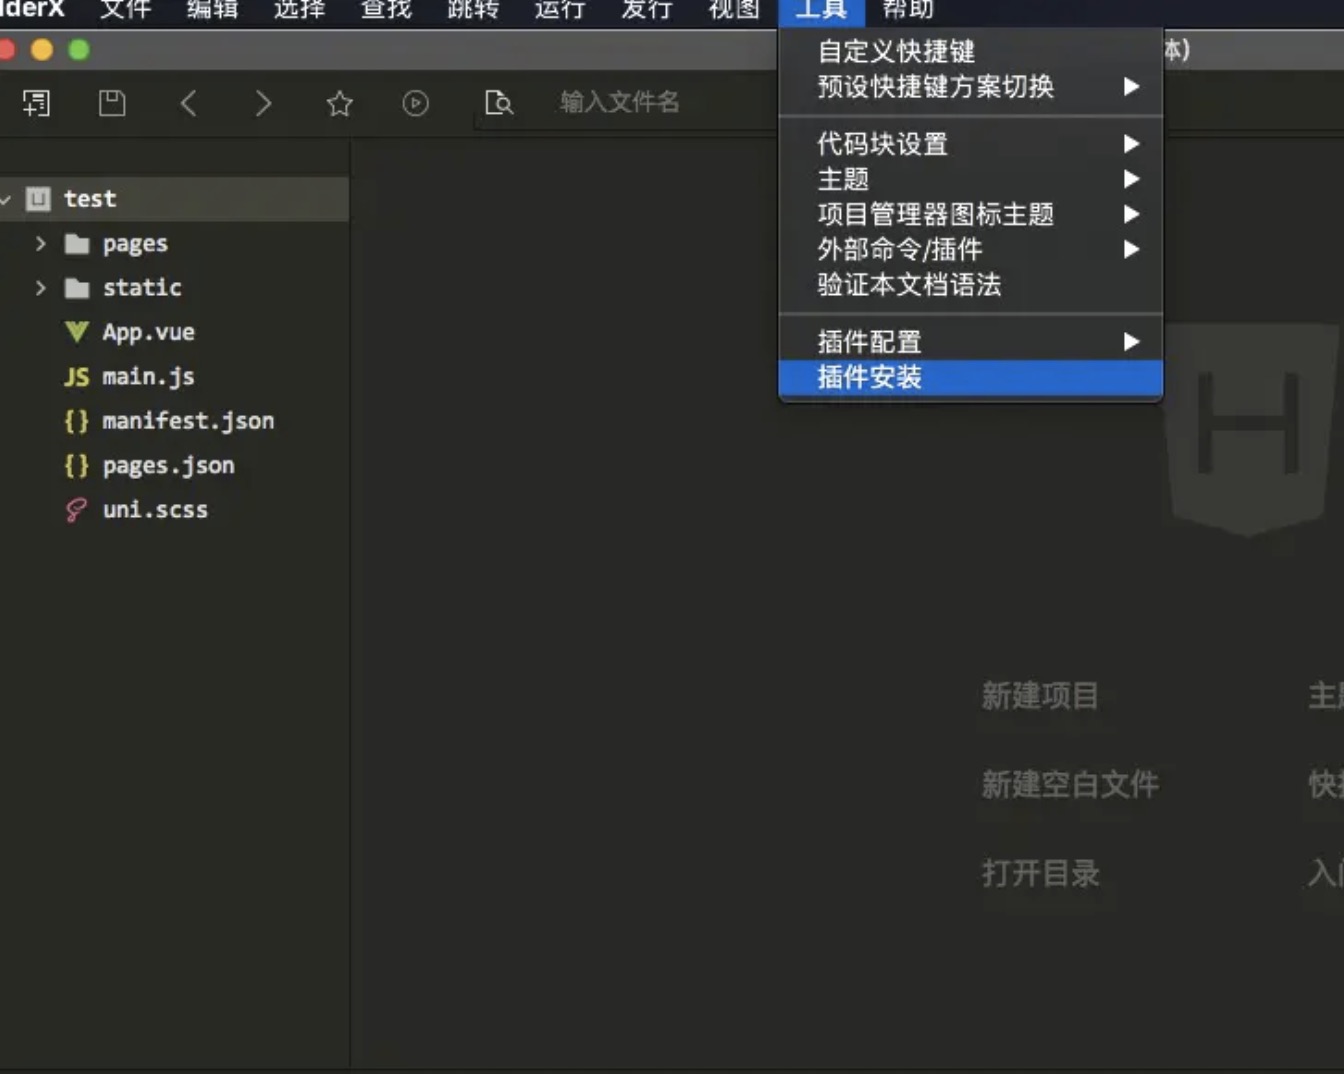 lderX 文件 编辑 选择 查找 跳转 运行 发行 视图 工具 帮助
体)
输入文件名
自定义快捷键
预设快捷键方案切换
代码块设置
主题
项目管理器图标主题
外部命令/插件
验证本文档语法
插件配置
插件安装
test
pages
static
App.vue
JS main.js
{} manifest.json
{} pages.json
uni.scss
H
新建项目
主
新建空白文件
快
打开目录
入